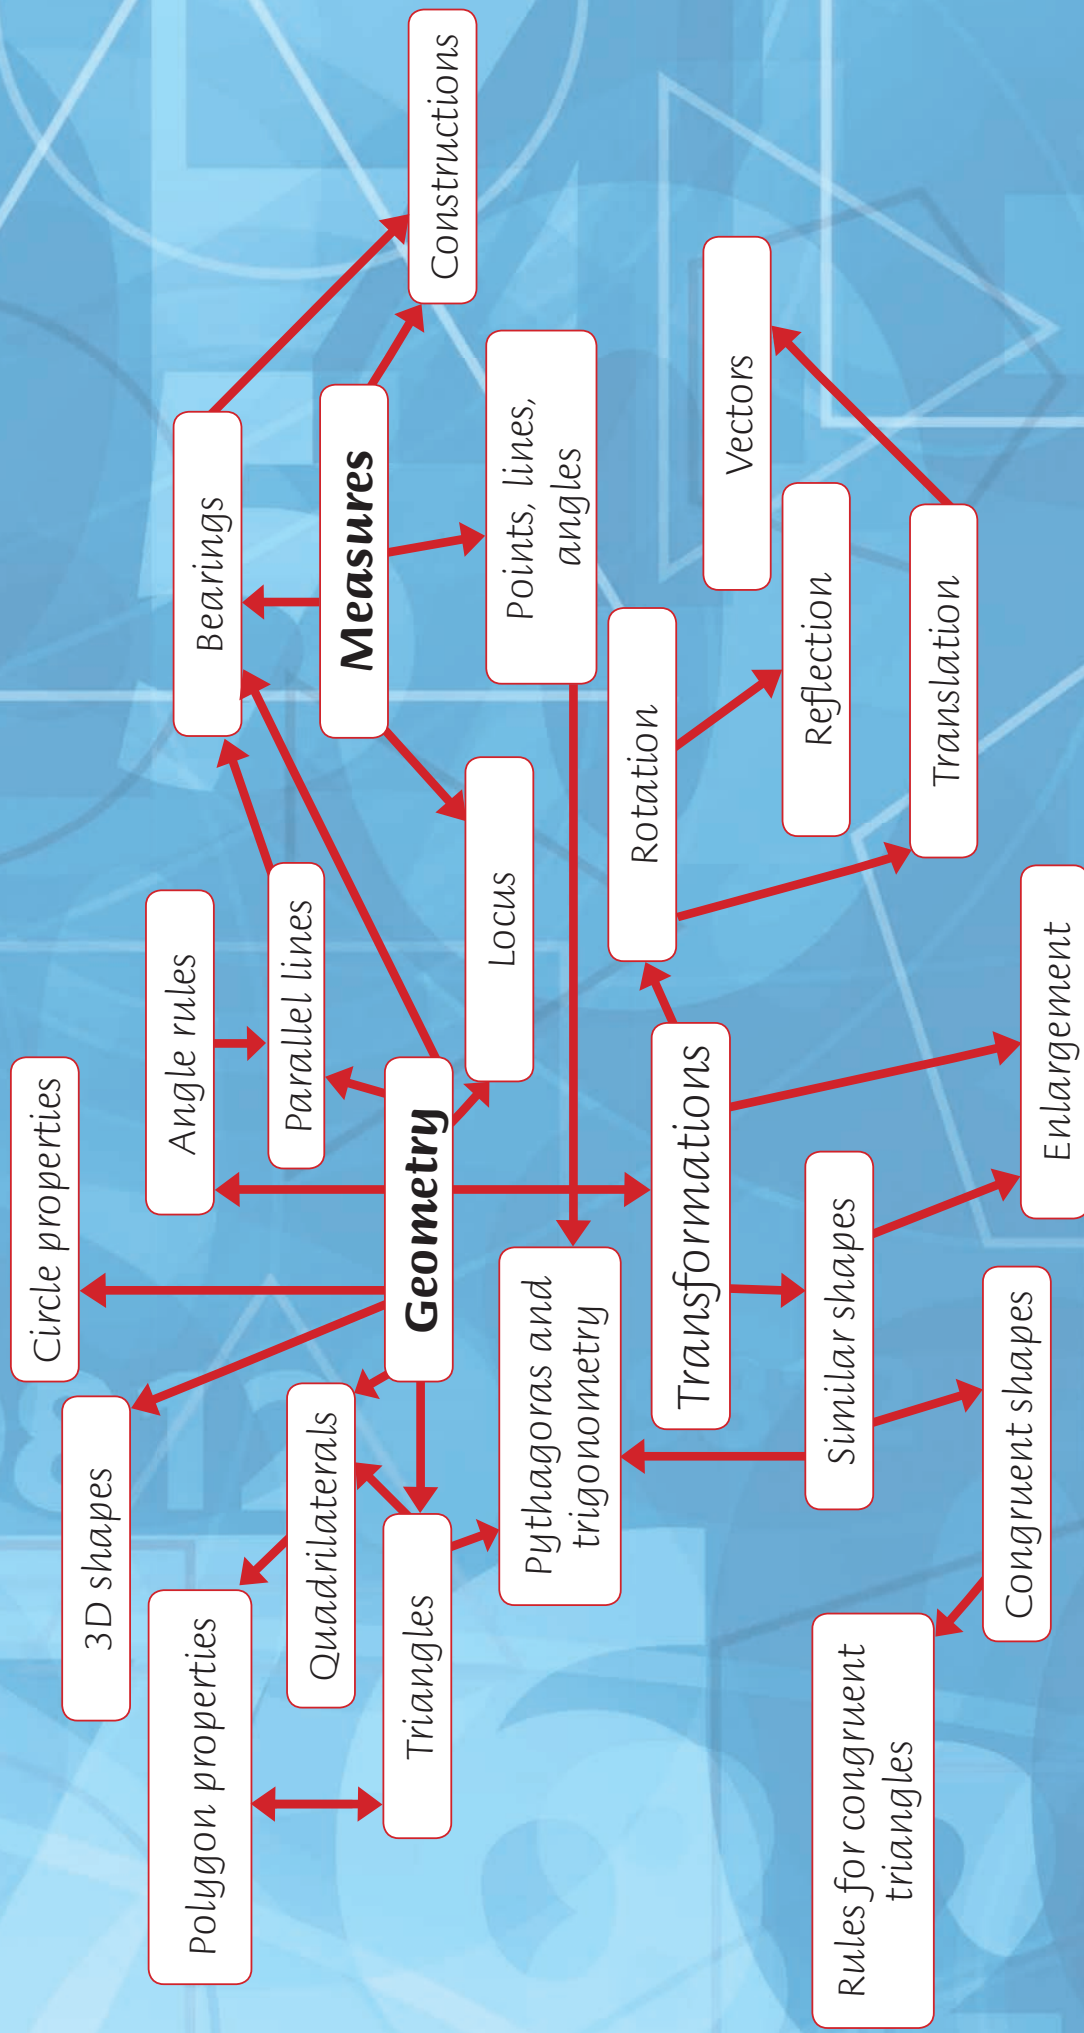 Circle properties
3D shapes
Polygon properties
Angle rules
Bearings
Quadrilaterals
Parallel lines
Measures
Triangles
Geometry
Constructions
Locus
Pythagoras and
trigonometry
Points, lines,
angles
Transformations
Rotation
Vectors
Similar shapes
Reflection
Rules for congruent
triangles
Translation
Congruent shapes
Enlargement